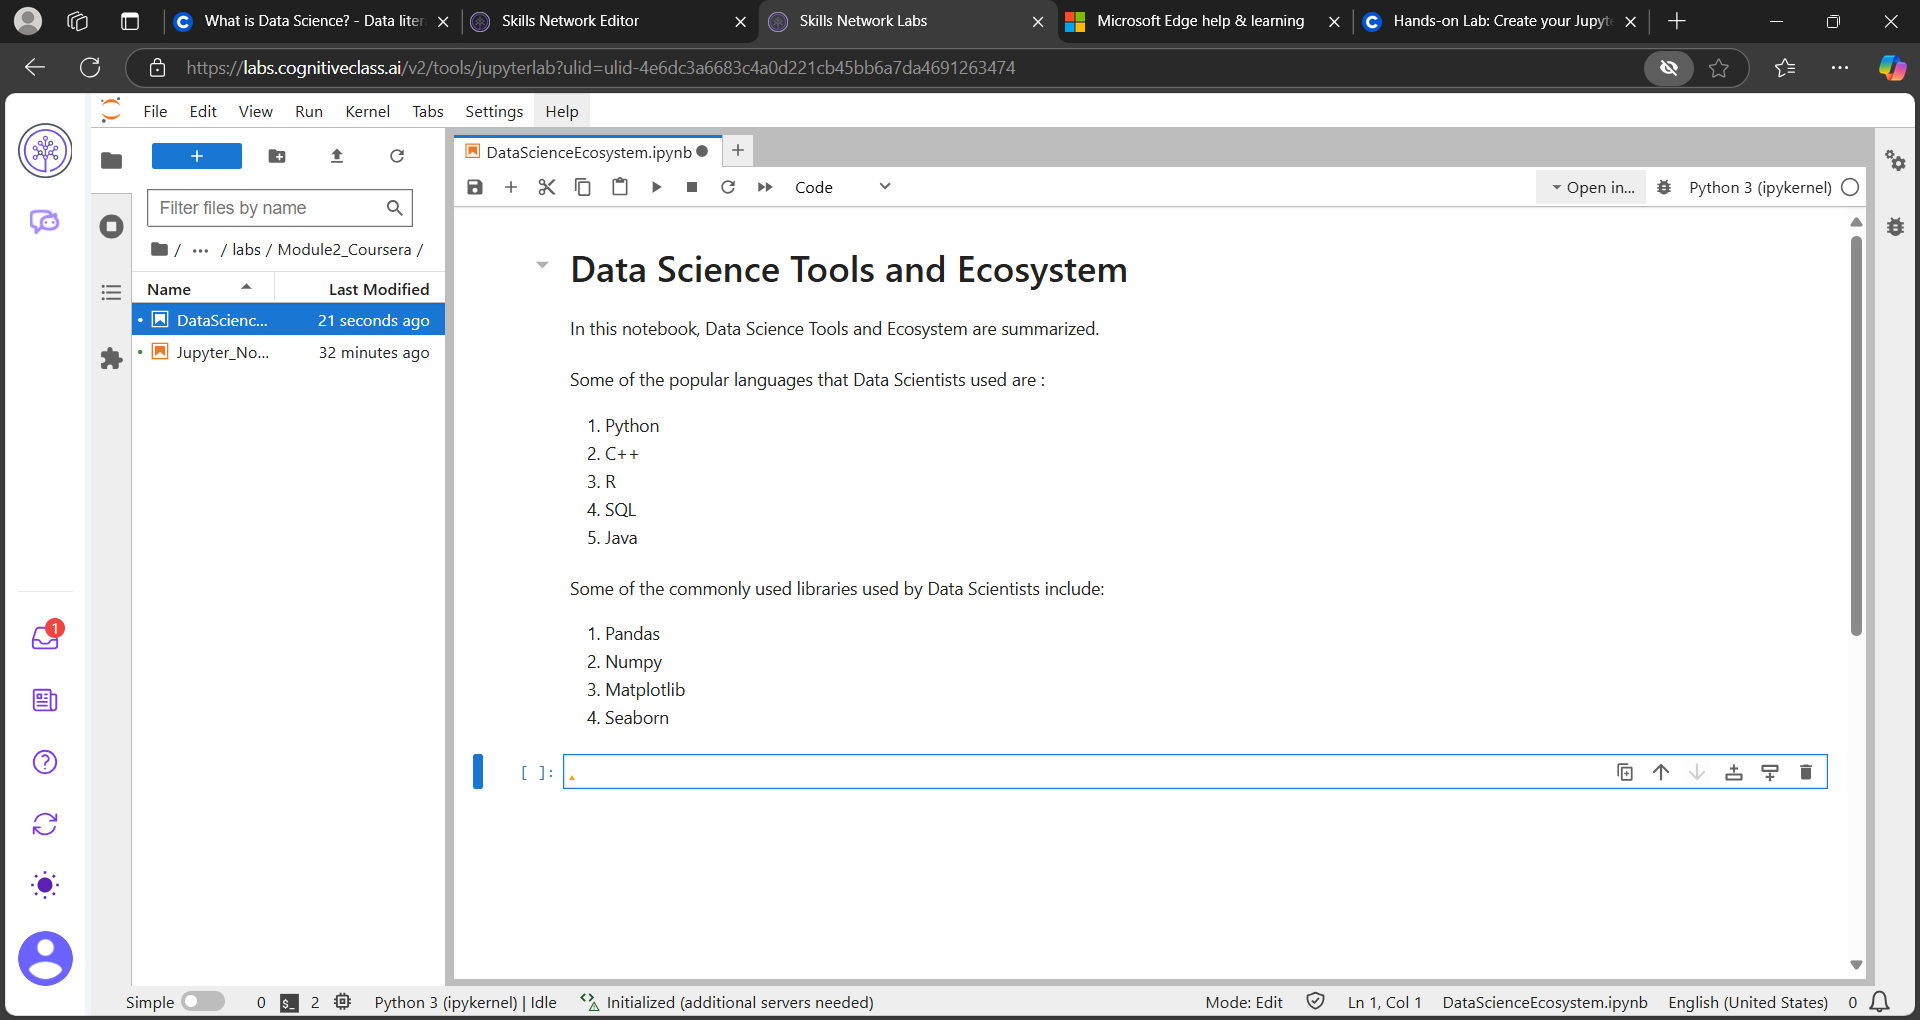 What is Data Science? - Data liter
Skills Network Editor
Skills Network Labs
Microsoft Edge help & learning
Hands-on Lab: Create your Jupyt
https://labs.cognitiveclass.ai/v2/tools/jupyterlab?ulid=ulid-4e6dc3a6683c4a0d221cb45bb6a7da4691263474
File Edit View Run Kernel Tabs Settings Help
DataScienceEcosystem.ipynb
Code
Open in...
Python 3 (ipykernel)
Filter files by name
/ ... / labs / Module2_Coursera /
Name Last Modified
DataScienc... 21 seconds ago
Jupyter_No... 32 minutes ago
Data Science Tools and Ecosystem
In this notebook, Data Science Tools and Ecosystem are summarized.
Some of the popular languages that Data Scientists used are :
1. Python
2. C++
3. R
4. SQL
5. Java
Some of the commonly used libraries used by Data Scientists include:
1. Pandas
2. Numpy
3. Matplotlib
4. Seaborn
[ ]:
1
Simple 0 2 Python 3 (ipykernel) | Idle Initialized (additional servers needed) Mode: Edit Ln 1, Col 1 DataScienceEcosystem.ipynb English (United States) 0